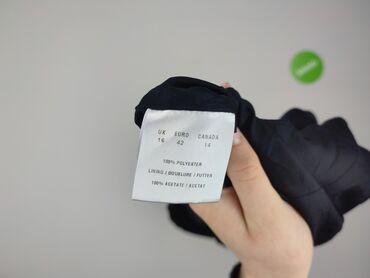 UK EURO CANADA
16 42 14
100% POLYESTER
LINING / DOUBLURE / FUTTER
100% ACETATE / ACETAT